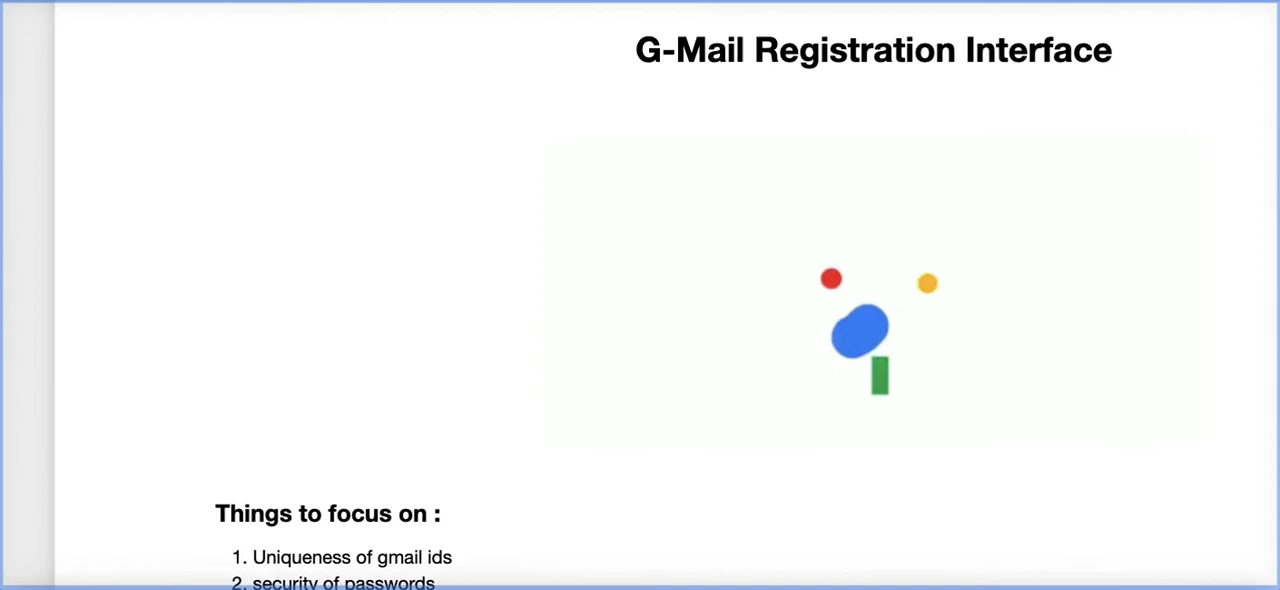 G-Mail Registration Interface
Things to focus on :
1. Uniqueness of gmail ids
2. security of passwords